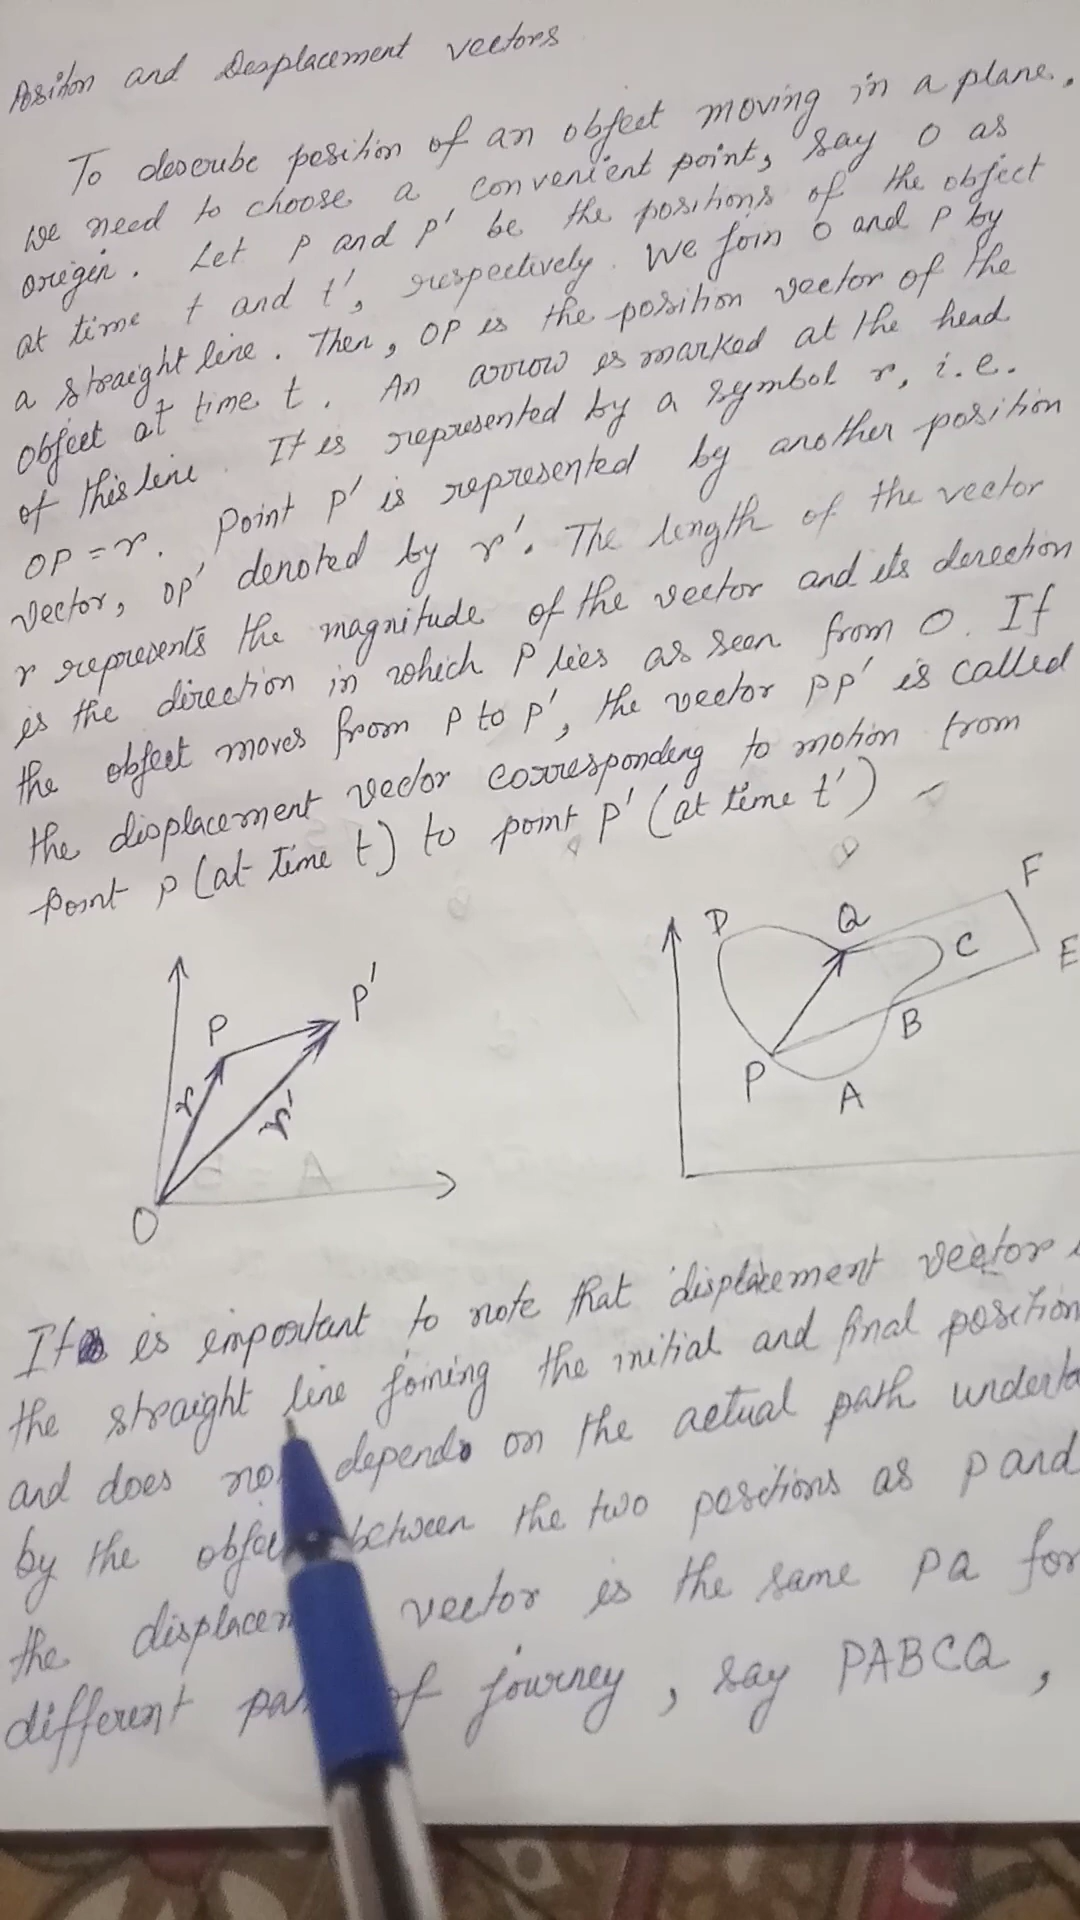 Position and Desplacement vectors
To descrube position of an object moving in a plane,
we need to choose a convenient point, say O as
origin. Let P and P' be the positions of the object
at time t and t', respectively. We join O and P by
a straight line. Then, OP is the position vector of the
object at time t. An arrow is marked at the head
of this line. It is represented by a symbol r, i.e.
OP = r. Point P' is represented by another position
vector, OP' denoted by r'. The length of the vector
r represents the magnitude of the vector and its direction
is the direction in which P lies as seen from O. If
the object moves from P to P', the vector PP' is called
the displacement vector corresponding to motion from
point P (at time t) to point P' (at time t')
P P' r r' O
D Q F C E B P A
It is important to note that displacement vector
the straight line joining the initial and final position
and does depends on the actual path
by the between the two positions as P and
the vector is the same PQ for
different of journey, say PABCQ,